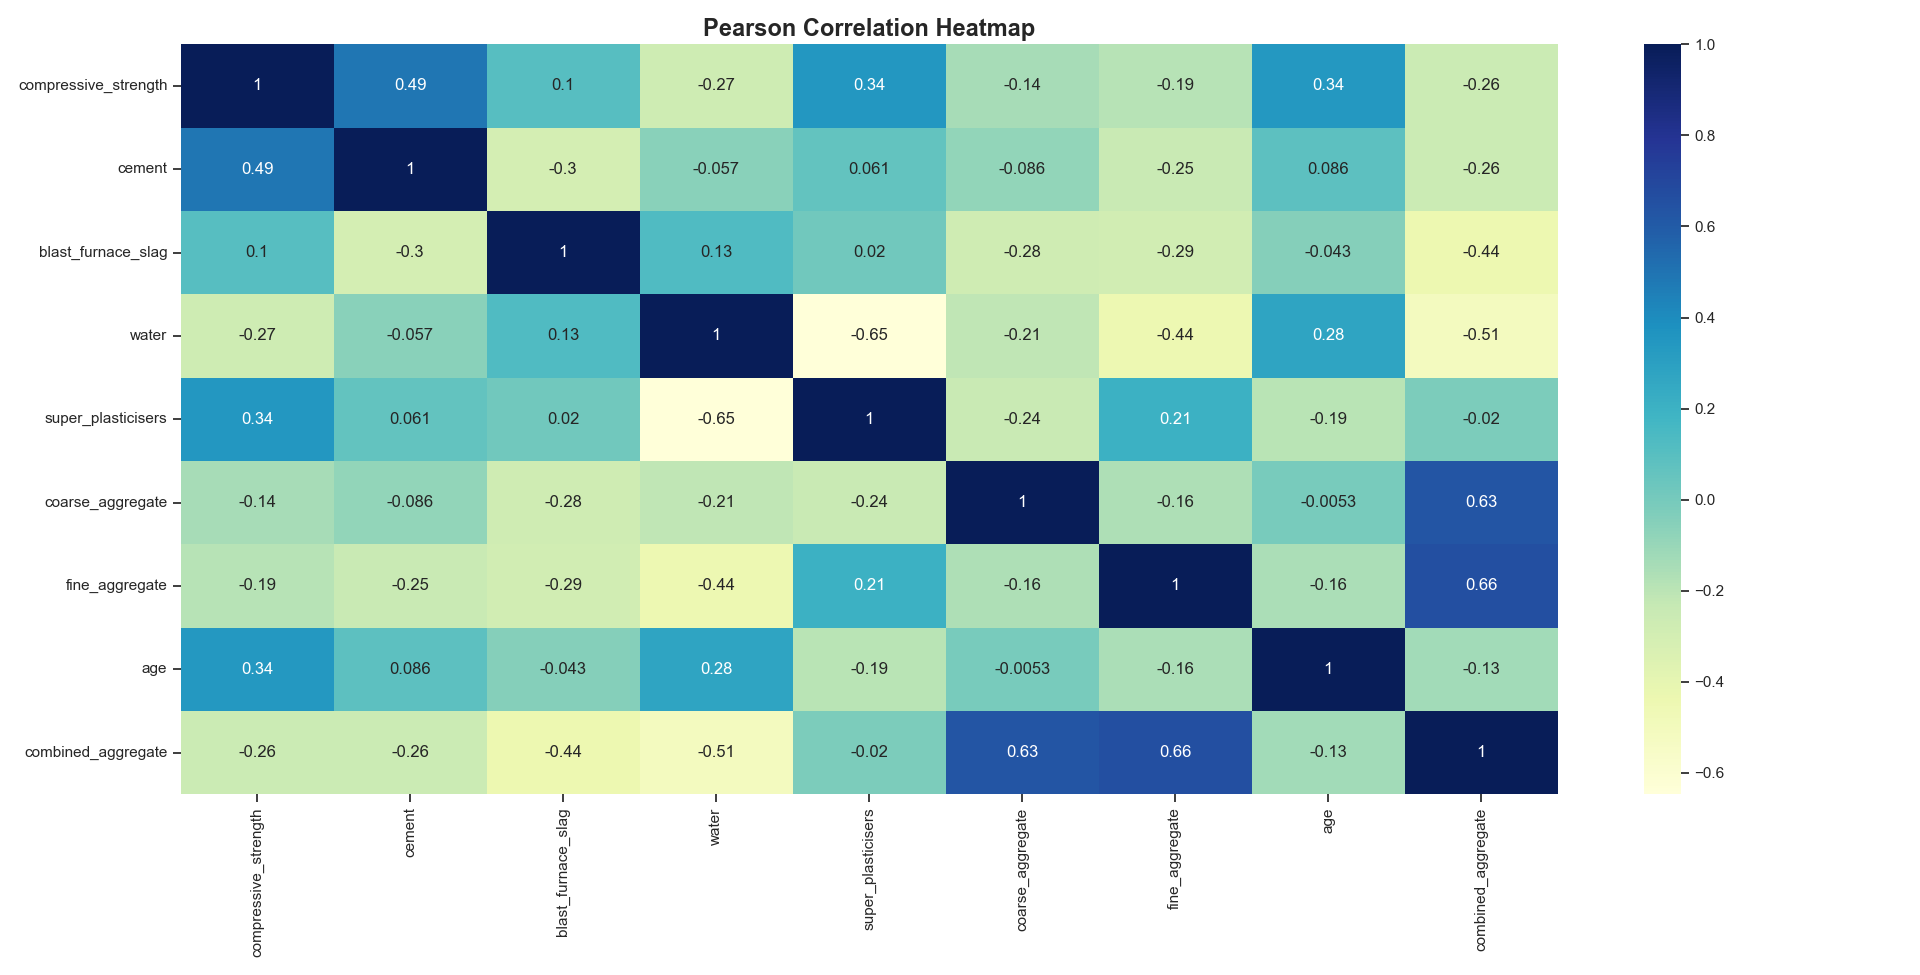 Pearson Correlation Heatmap
compressive_strength 1 0.49 0.1 -0.27 0.34 -0.14 -0.19 0.34 -0.26
cement 0.49 1 -0.3 -0.057 0.061 -0.086 -0.25 0.086 -0.26
blast_furnace_slag 0.1 -0.3 1 0.13 0.02 -0.28 -0.29 -0.043 -0.44
water -0.27 -0.057 0.13 1 -0.65 -0.21 -0.44 0.28 -0.51
super_plasticisers 0.34 0.061 0.02 -0.65 1 -0.24 0.21 -0.19 -0.02
coarse_aggregate -0.14 -0.086 -0.28 -0.21 -0.24 1 -0.16 -0.0053 0.63
fine_aggregate -0.19 -0.25 -0.29 -0.44 0.21 -0.16 1 -0.16 0.66
age 0.34 0.086 -0.043 0.28 -0.19 -0.0053 -0.16 1 -0.13
combined_aggregate -0.26 -0.26 -0.44 -0.51 -0.02 0.63 0.66 -0.13 1
compressive_strength
cement
blast_furnace_slag
water
super_plasticisers
coarse_aggregate
fine_aggregate
age
combined_aggregate
1.0
0.8
0.6
0.4
0.2
0.0
−0.2
−0.4
−0.6